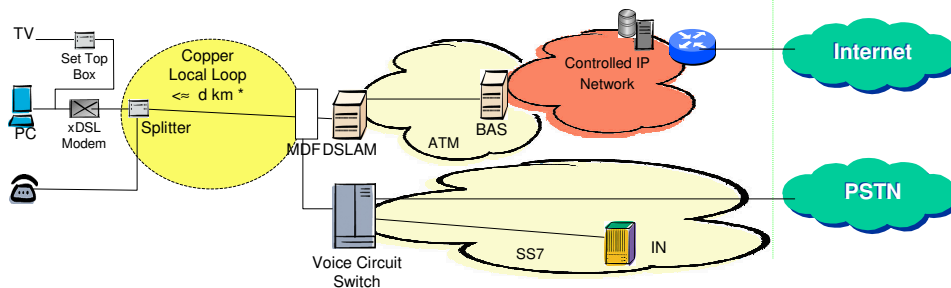 TV
Set Top
Box
PC
xDSL
Modem
Splitter
Copper
Local Loop
<≈ d km *
MDF
DSLAM
ATM
BAS
Controlled IP
Network
Internet
Voice Circuit
Switch
SS7
IN
PSTN